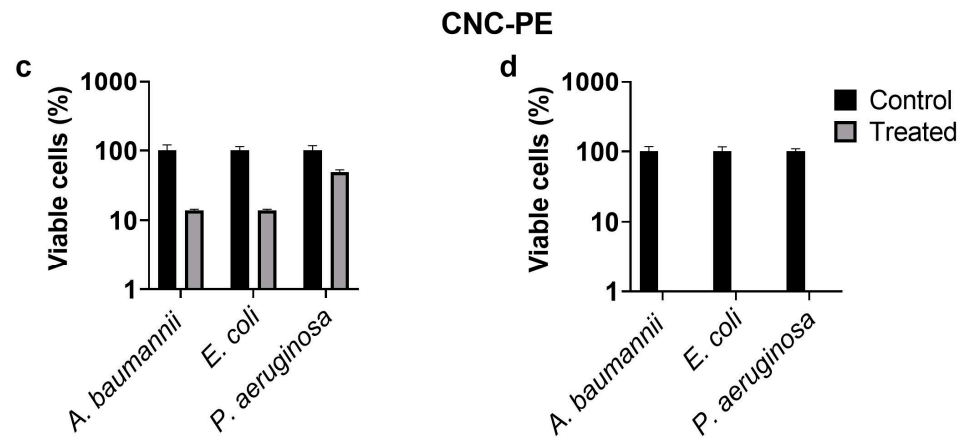 CNC-PE
c
Viable cells (%)
1000
100
10
1
A. baumannii
E. coli
P. aeruginosa
d
Viable cells (%)
1000
100
10
1
A. baumannii
E. coli
P. aeruginosa
Control
Treated